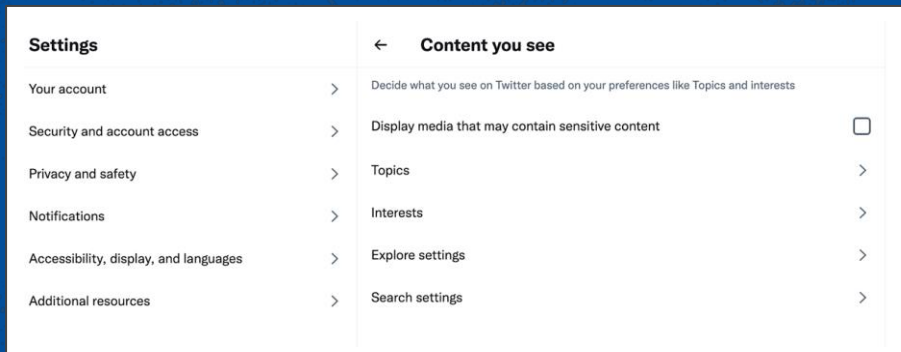 Settings
Your account
Security and account access
Privacy and safety
Notifications
Accessibility, display, and languages
Additional resources
Content you see
Decide what you see on Twitter based on your preferences like Topics and interests
Display media that may contain sensitive content
Topics
Interests
Explore settings
Search settings